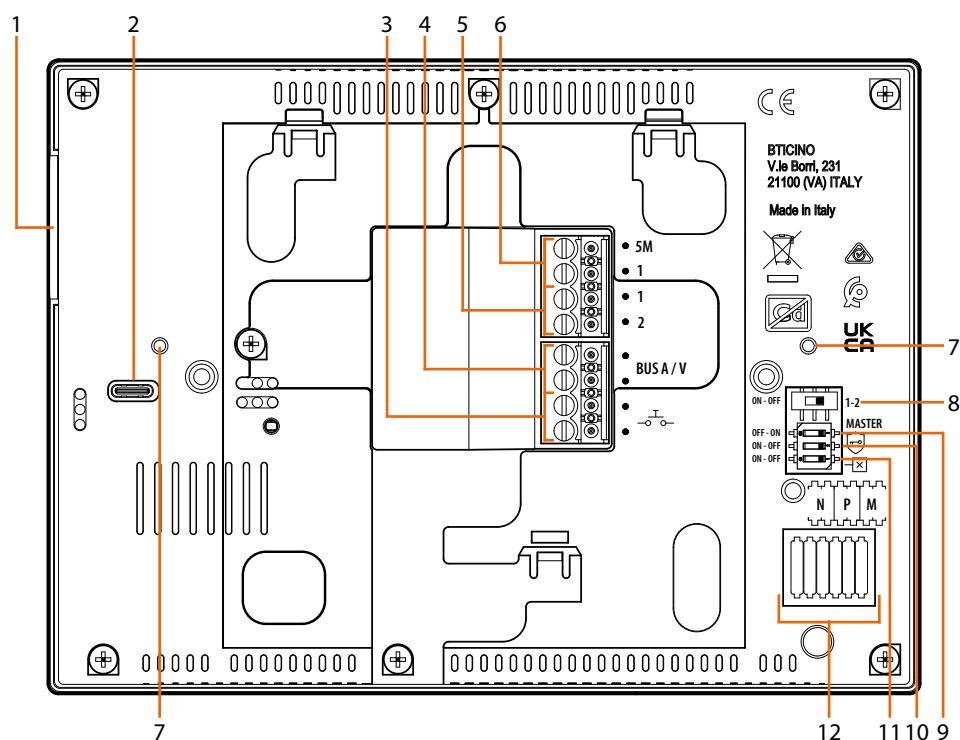 1 2 3 4 5 6
CE
BTICINO
V.le Borri, 231
21100 (VA) ITALY
Made in Italy
5M
1
1
2
Cd
UK
CA
BUS A / V
7
ON - OFF
1-2
8
MASTER
OFF - ON
ON - OFF
ON - OFF
N P M
7
12
11 10 9